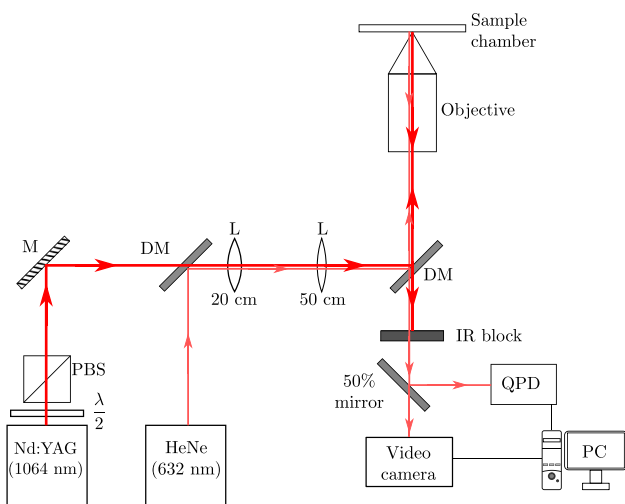 Sample
chamber
Objective
M
DM
L
L
20 cm
50 cm
DM
IR block
PBS
λ
2
50%
mirror
QPD
Nd:YAG
(1064 nm)
HeNe
(632 nm)
Video
camera
PC